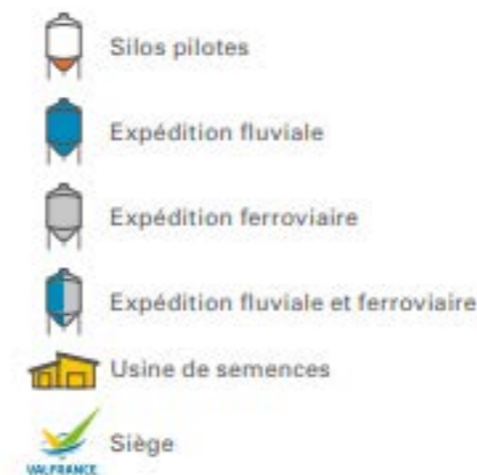 Silos pilotes
Expédition fluviale
Expédition ferroviaire
Expédition fluviale et ferroviaire
Usine de semences
Siège
VALFRANCE